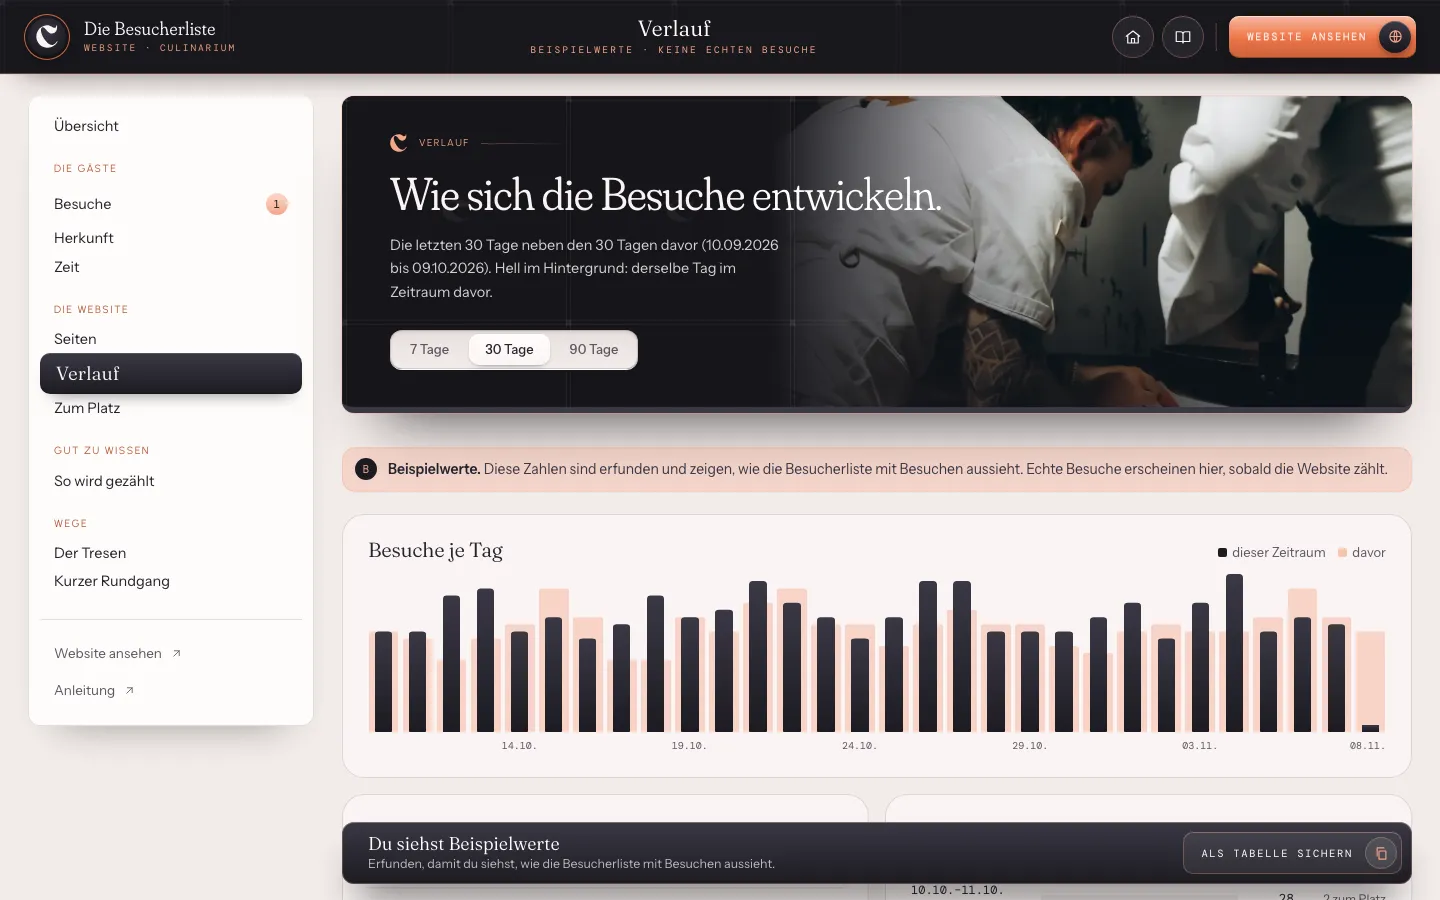 Die Besucherliste
WEBSITE · CULINARIUM
Verlauf
BEISPIELWERTE · KEINE ECHTEN BESUCHE
WEBSITE ANSEHEN
Übersicht
DIE GÄSTE
Besuche 1
Herkunft
Zeit
DIE WEBSITE
Seiten
Verlauf
Zum Platz
GUT ZU WISSEN
So wird gezählt
WEGE
Der Tresen
Kurzer Rundgang
Website ansehen
Anleitung
VERLAUF
Wie sich die Besuche entwickeln.
Die letzten 30 Tage neben den 30 Tagen davor (10.09.2026
bis 09.10.2026). Hell im Hintergrund: derselbe Tag im
Zeitraum davor.
7 Tage 30 Tage 90 Tage
B Beispielwerte. Diese Zahlen sind erfunden und zeigen, wie die Besucherliste mit Besuchen aussieht. Echte Besuche erscheinen hier, sobald die Website zählt.
Besuche je Tag
dieser Zeitraum davor
14.10. 19.10. 24.10. 29.10. 03.11. 08.11.
Du siehst Beispielwerte
Erfunden, damit du siehst, wie die Besucherliste mit Besuchen aussieht.
ALS TABELLE SICHERN
10.10.–11.10.
28 2 zum Platz